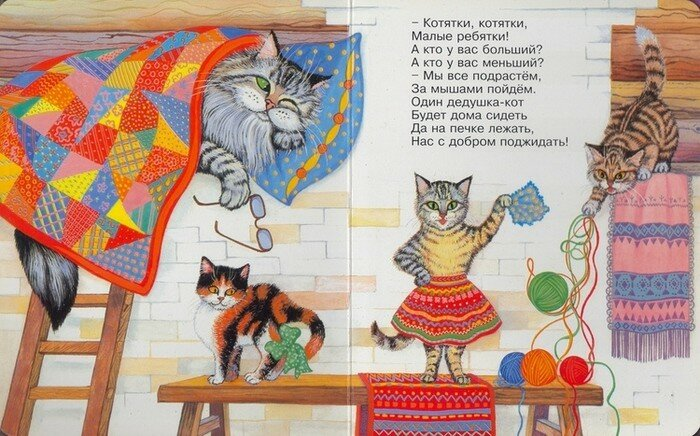 – Котятки, котятки,
Малые ребятки!
А кто у вас больший?
А кто у вас меньший?
– Мы все подрастём,
За мышами пойдём.
Один дедушка-кот
Будет дома сидеть
Да на печке лежать,
Нас с добром поджидать!